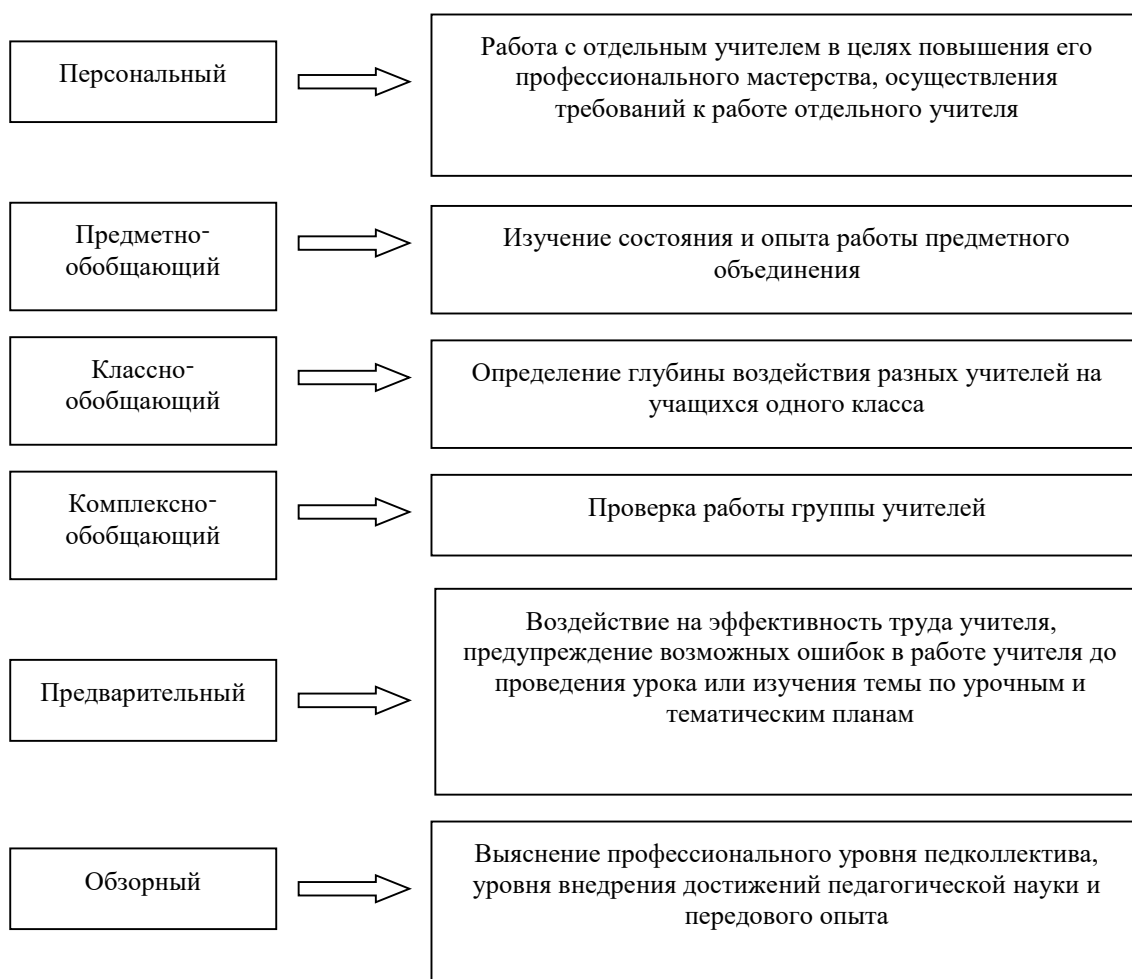 Персональный
Работа с отдельным учителем в целях повышения его
профессионального мастерства, осуществления
требований к работе отдельного учителя
Предметно-
обобщающий
Изучение состояния и опыта работы предметного
объединения
Классно-
обобщающий
Определение глубины воздействия разных учителей на
учащихся одного класса
Комплексно-
обобщающий
Проверка работы группы учителей
Предварительный
Воздействие на эффективность труда учителя,
предупреждение возможных ошибок в работе учителя до
проведения урока или изучения темы по урочным и
тематическим планам
Обзорный
Выяснение профессионального уровня педколлектива,
уровня внедрения достижений педагогической науки и
передового опыта